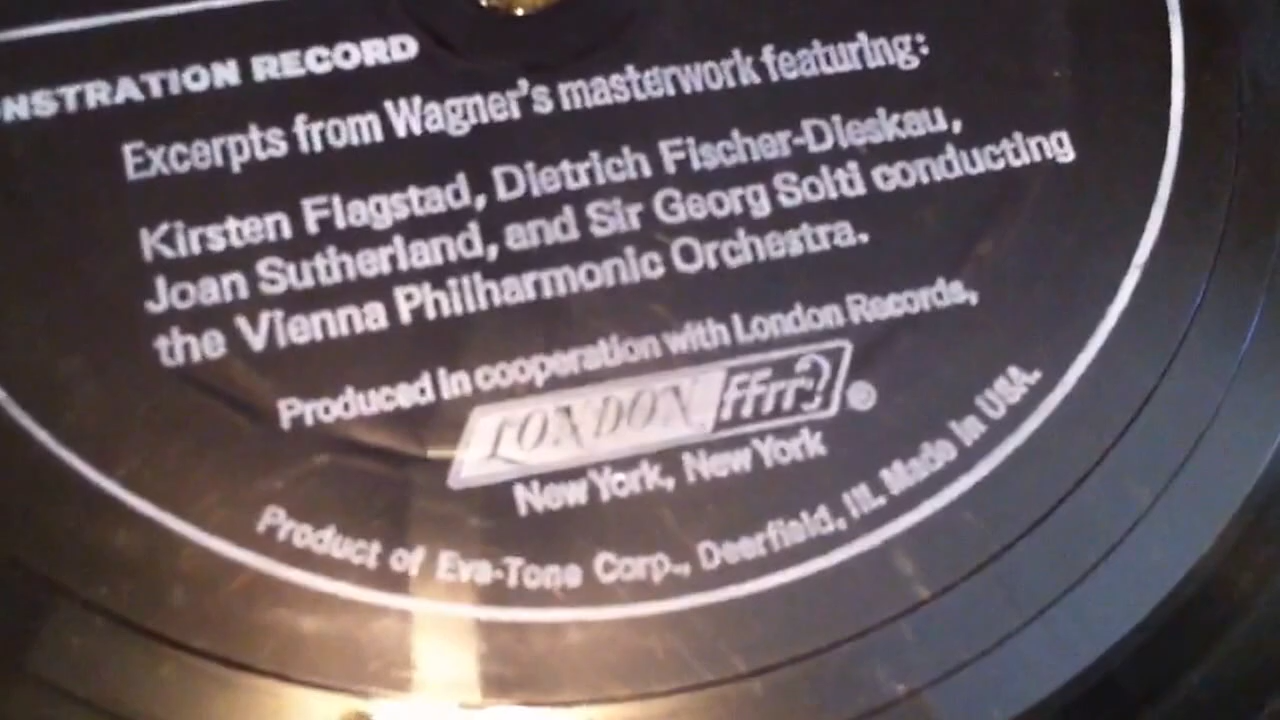 NSTRATION RECORD
Excerpts from Wagner's masterwork featuring:
Kirsten Flagstad, Dietrich Fischer-Dieskau,
Joan Sutherland, and Sir Georg Solti conducting
the Vienna Philharmonic Orchestra.
Produced in cooperation with London Records,
LONDON ffrr ®
New York, New York
Product of Eva-Tone Corp., Deerfield, Ill. Made in USA.